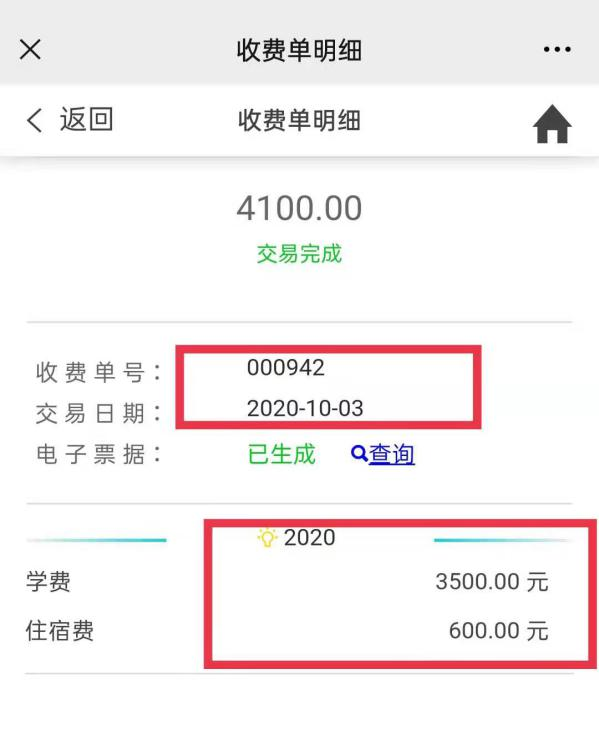 收费单明细
返回 收费单明细
4100.00
交易完成
收费单号： 000942
交易日期： 2020-10-03
电子票据： 已生成 查询
2020
学费 3500.00 元
住宿费 600.00 元